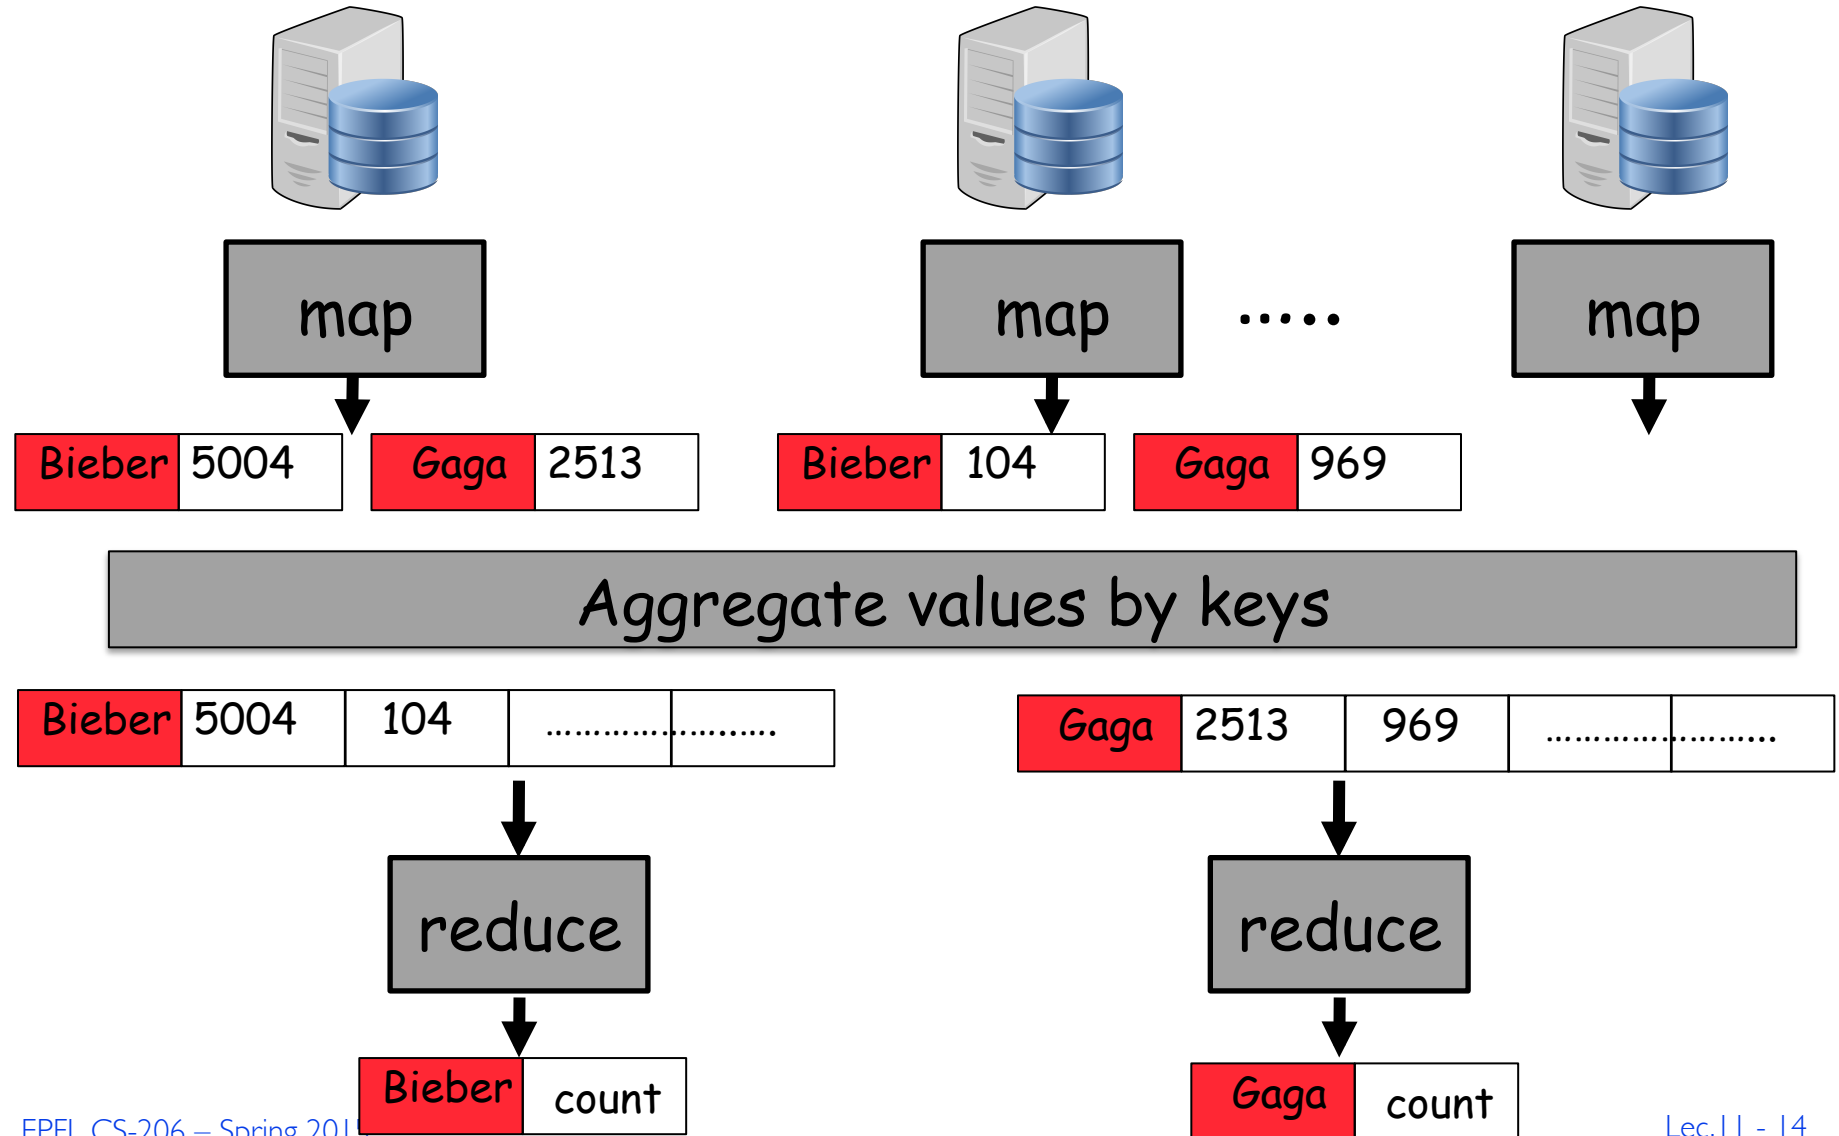 map map ..... map
Bieber 5004 Gaga 2513 Bieber 104 Gaga 969
Aggregate values by keys
Bieber 5004 104 ........................
Gaga 2513 969 ........................
reduce reduce
Bieber count Gaga count
EPFL CS-206 – Spring Lec.11 - 14